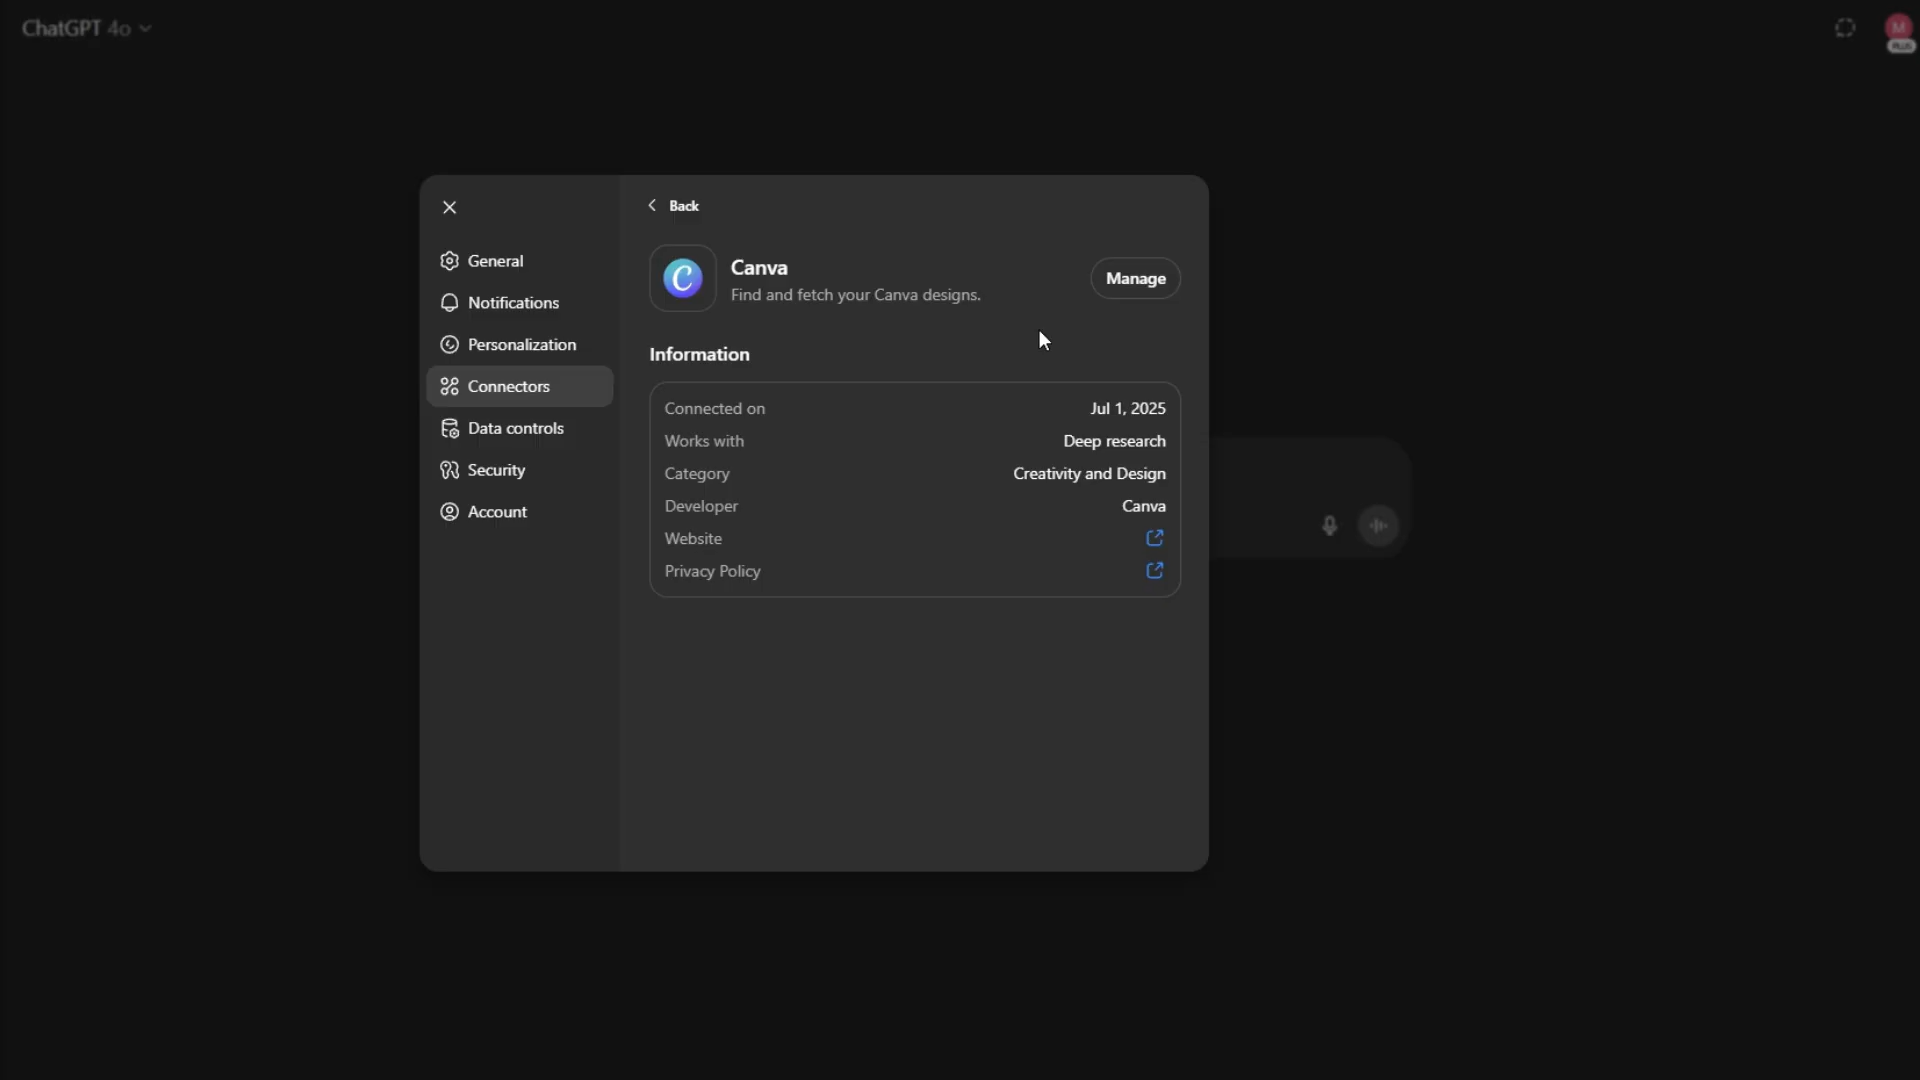 ChatGPT 4o
M
PLUS
Back
General
Notifications
Personalization
Connectors
Data controls
Security
Account
C
Canva
Find and fetch your Canva designs.
Manage
Information
Connected on Jul 1, 2025
Works with Deep research
Category Creativity and Design
Developer Canva
Website
Privacy Policy